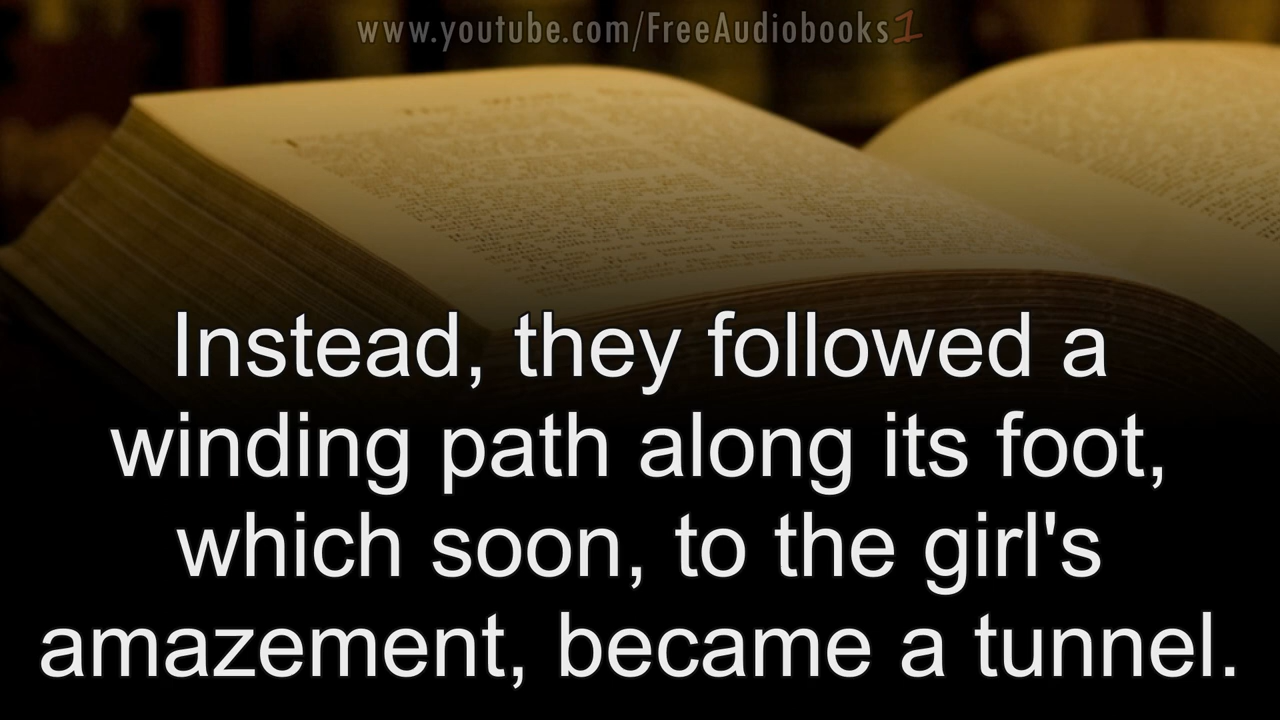 www.youtube.com/FreeAudiobooks1
Instead, they followed a
winding path along its foot,
which soon, to the girl's
amazement, became a tunnel.